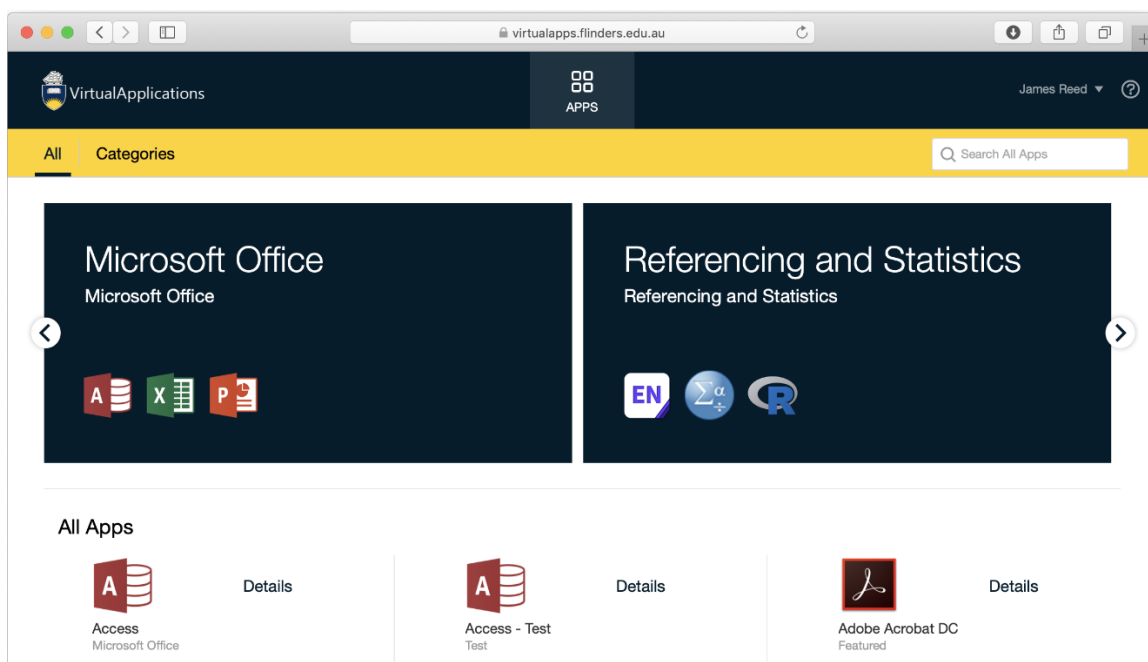 virtualapps.flinders.edu.au
VirtualApplications
APPS
James Reed
?
All
Categories
Search All Apps
Microsoft Office
Microsoft Office
A
X
P
Referencing and Statistics
Referencing and Statistics
EN
Σα
÷
R
All Apps
A
Details
Access
Microsoft Office
A
Details
Access - Test
Test
Details
Adobe Acrobat DC
Featured